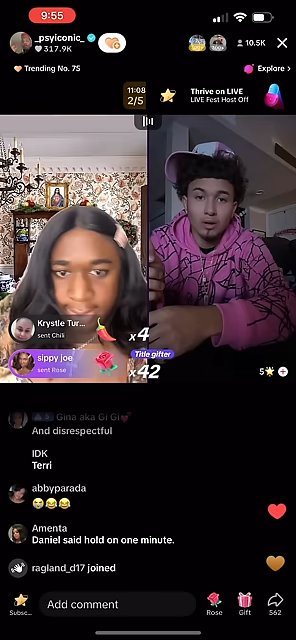 9:55
_psyiconic_
317.9K
10.5K
Trending No. 75
Explore >
11:08
2/5
Thrive on LIVE
LIVE Fest Host Off
Krystle Tur...
sent Chili
x4
Title gifter
sippy joe
sent Rose
x42
5
Gina aka Gi Gi
And disrespectful
IDK
Terri
abbyparada
😭😂😂
Amenta
Daniel said hold on one minute.
ragland_d17 joined
Subsc...
Add comment
Rose
Gift
562